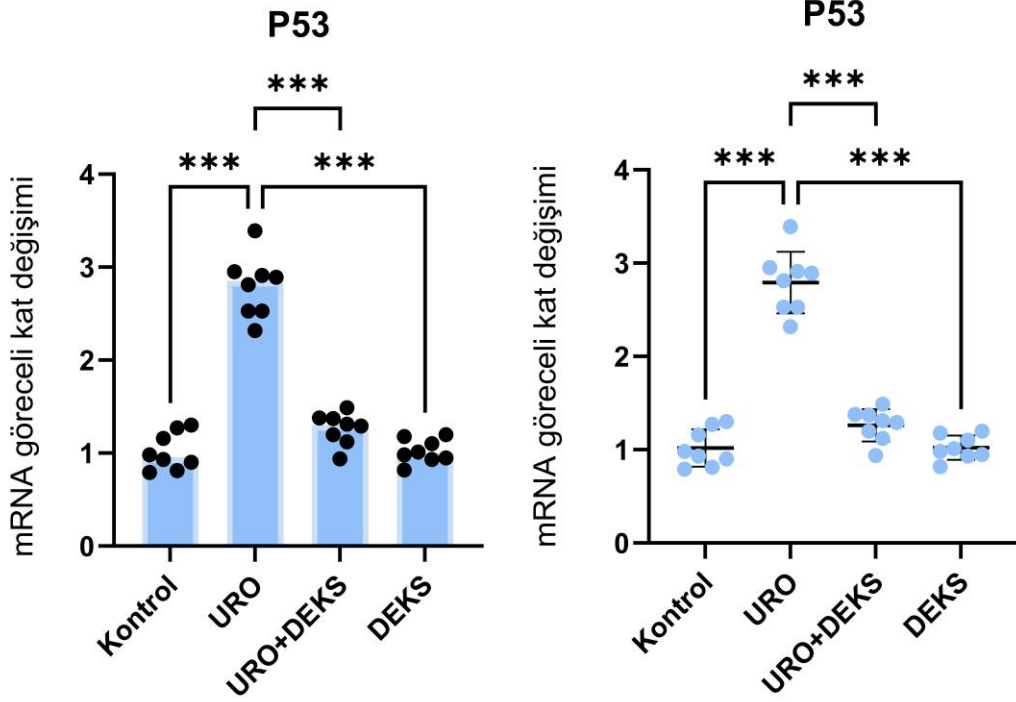 P53
***
***
***
mRNA göreceli kat değişimi
4
3
2
1
0
Kontrol
URO
URO+DEKS
DEKS
P53
***
***
***
mRNA göreceli kat değişimi
4
3
2
1
0
Kontrol
URO
URO+DEKS
DEKS